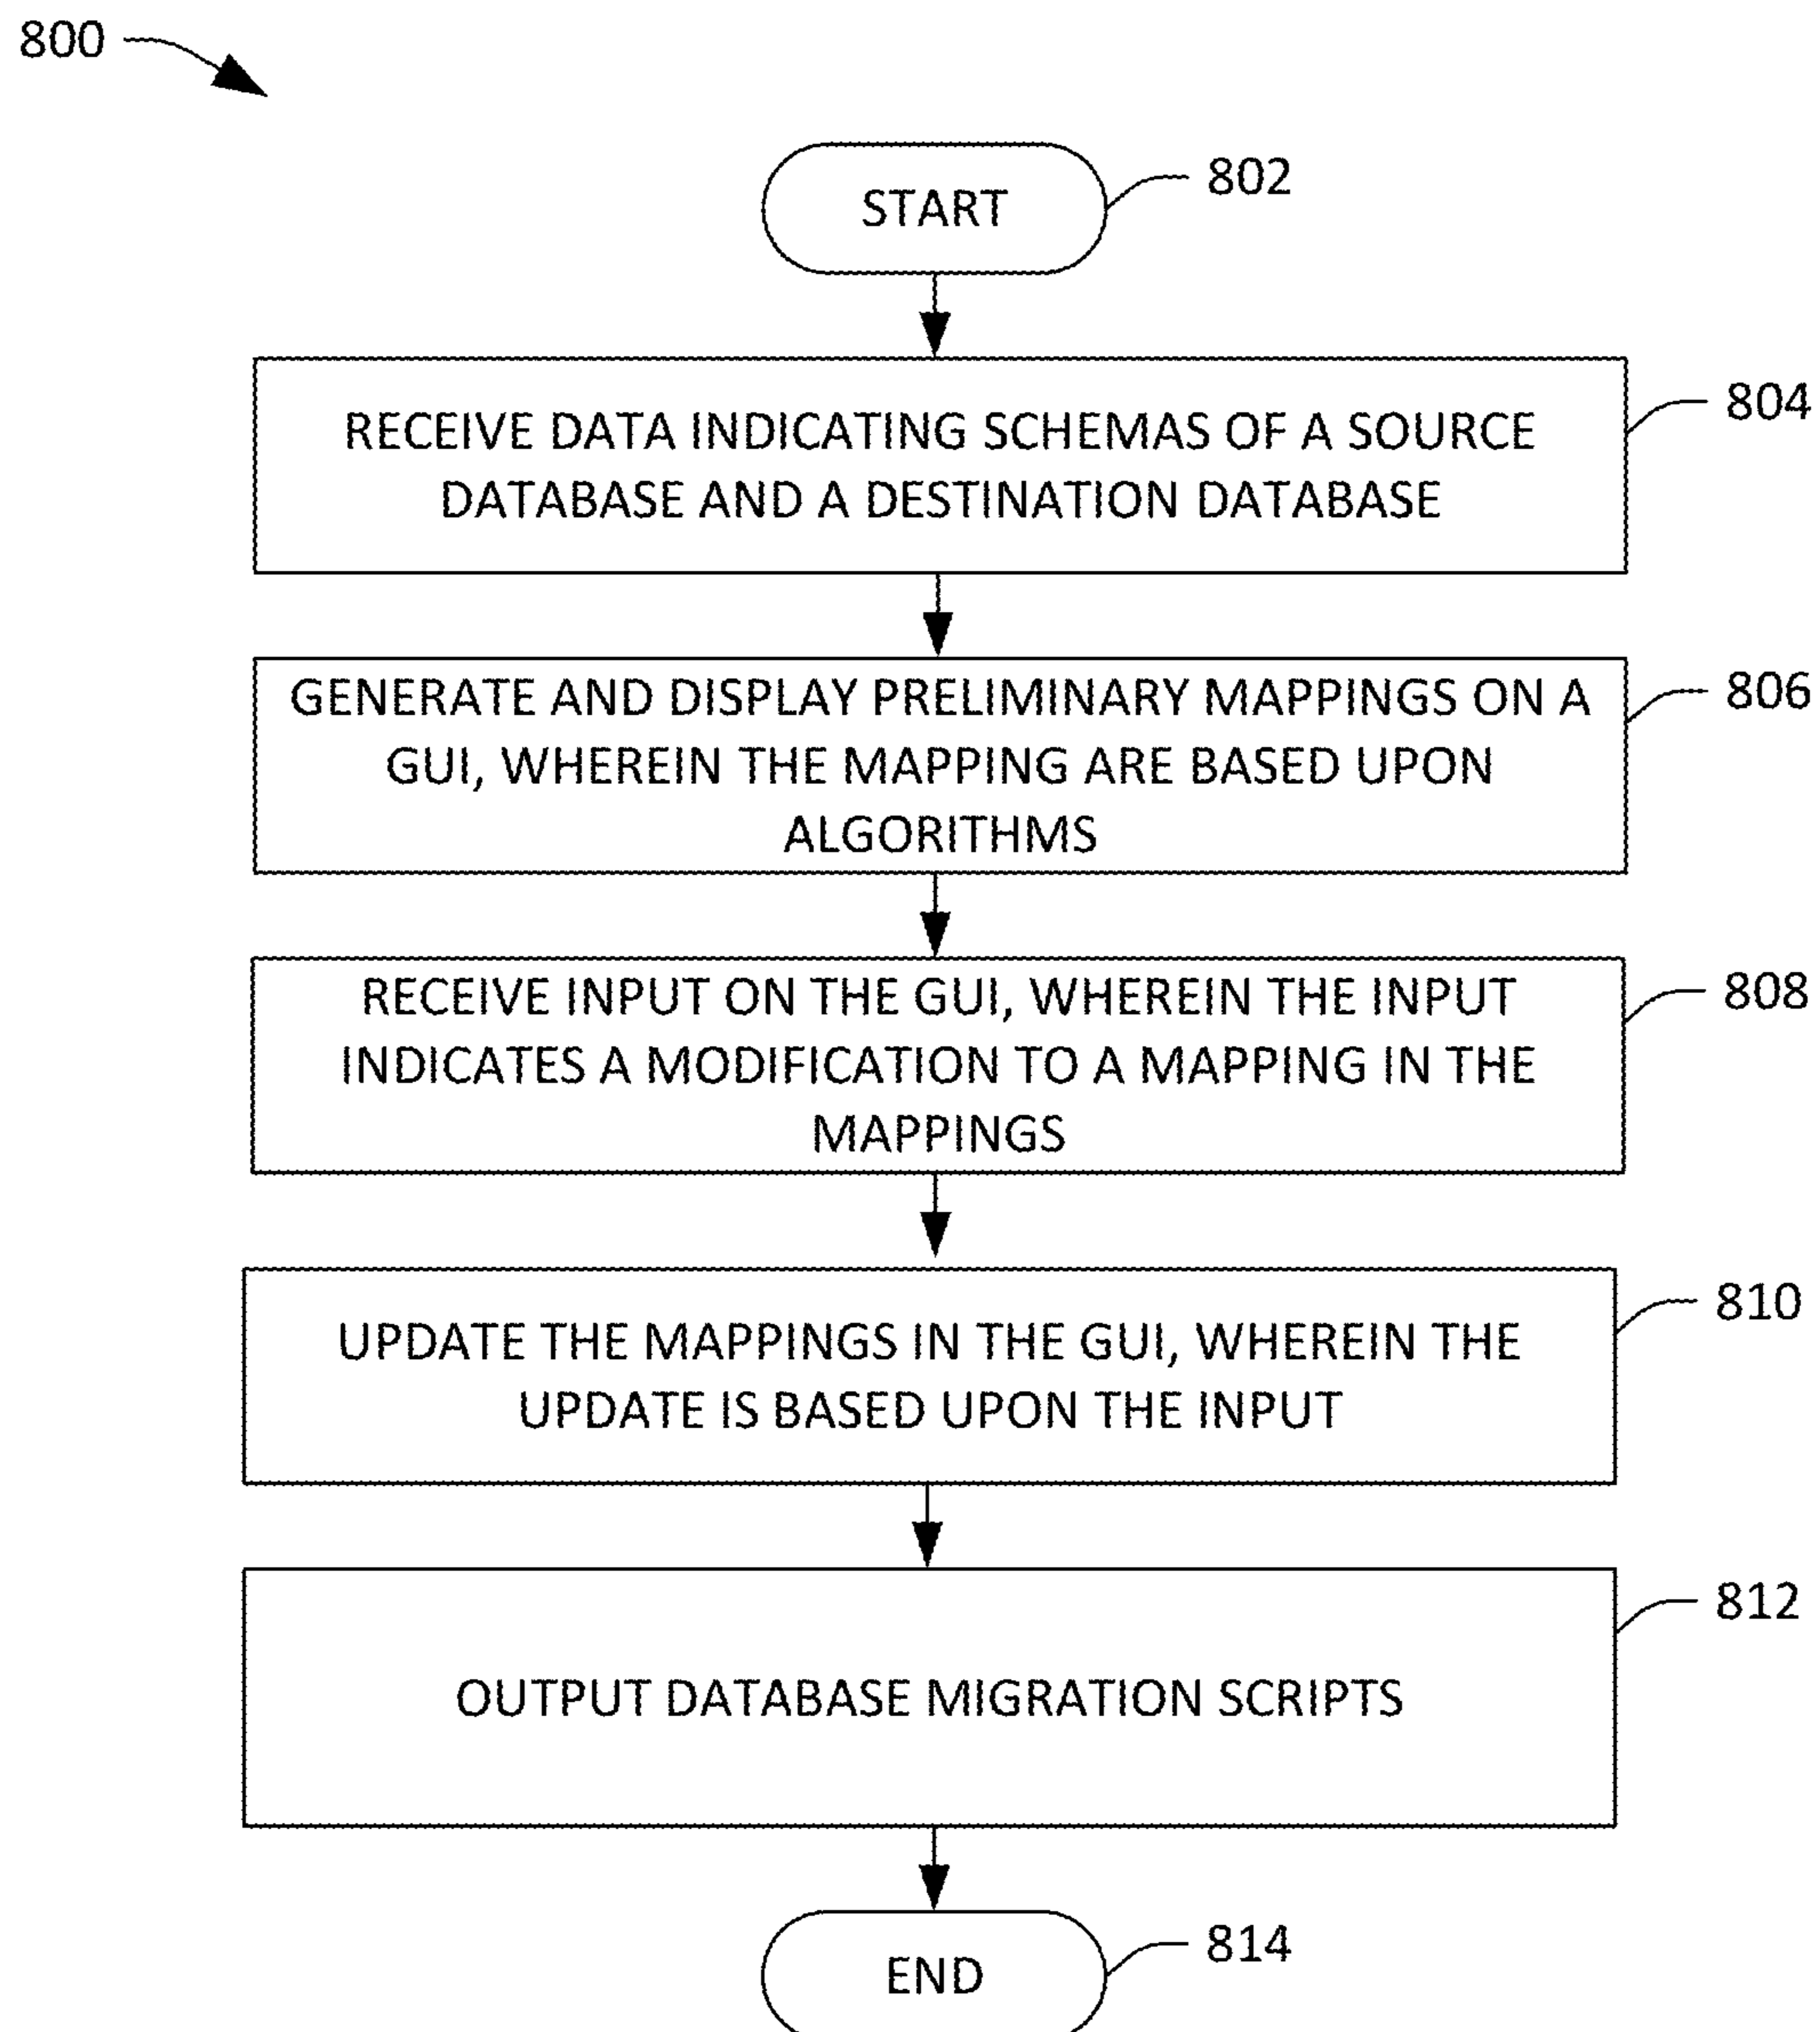 800
START
802
RECEIVE DATA INDICATING SCHEMAS OF A SOURCE
DATABASE AND A DESTINATION DATABASE
804
GENERATE AND DISPLAY PRELIMINARY MAPPINGS ON A
GUI, WHEREIN THE MAPPING ARE BASED UPON
ALGORITHMS
806
RECEIVE INPUT ON THE GUI, WHEREIN THE INPUT
INDICATES A MODIFICATION TO A MAPPING IN THE
MAPPINGS
808
UPDATE THE MAPPINGS IN THE GUI, WHEREIN THE
UPDATE IS BASED UPON THE INPUT
810
OUTPUT DATABASE MIGRATION SCRIPTS
812
END
814